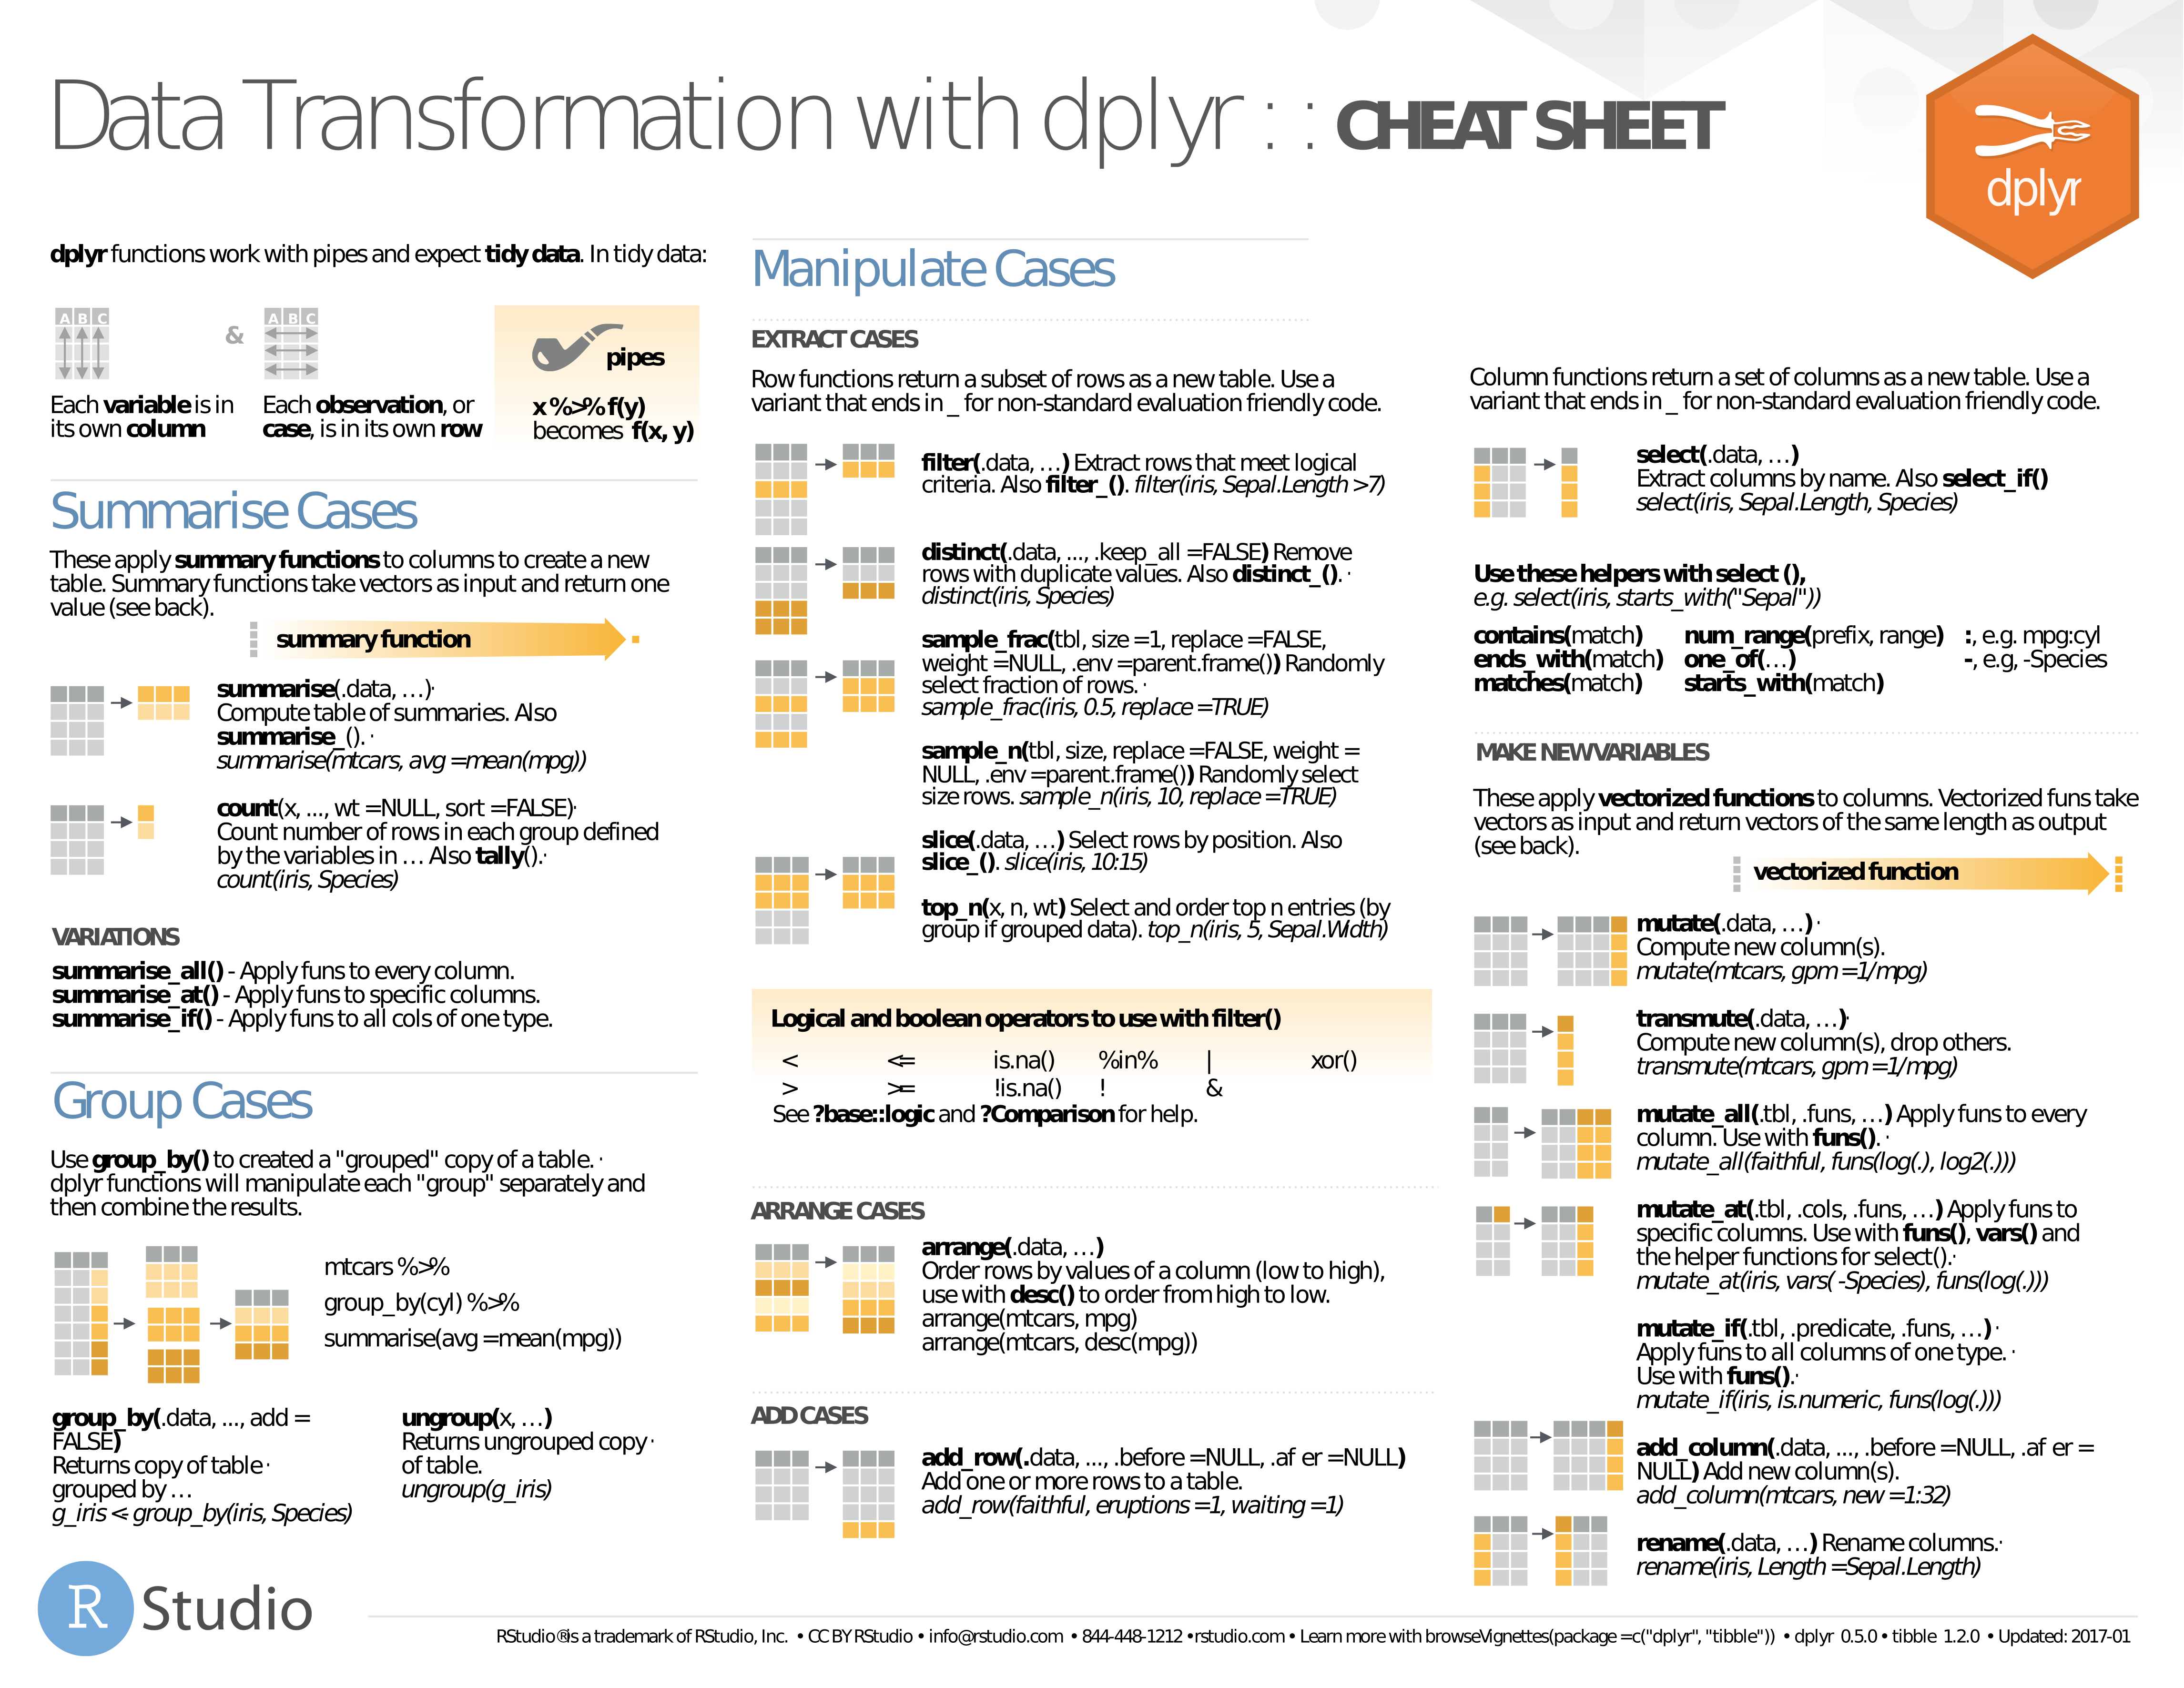 Data Transformation with dplyr : : CHEAT SHEET
dplyr
dplyr functions work with pipes and expect tidy data. In tidy data:
A B C
&
A B C
pipes
Each variable is in
its own column
Each observation, or
case, is in its own row
x %>% f(y)
becomes f(x, y)
Summarise Cases
These apply summary functions to columns to create a new
table. Summary functions take vectors as input and return one
value (see back).
summary function
summarise(.data, …)·
Compute table of summaries. Also
summarise_(). ·
summarise(mtcars, avg = mean(mpg))
count(x, ..., wt = NULL, sort = FALSE)·
Count number of rows in each group defined
by the variables in … Also tally().·
count(iris, Species)
VARIATIONS
summarise_all() - Apply funs to every column.
summarise_at() - Apply funs to specific columns.
summarise_if() - Apply funs to all cols of one type.
Group Cases
Use group_by() to created a "grouped" copy of a table. ·
dplyr functions will manipulate each "group" separately and
then combine the results.
mtcars %>%
group_by(cyl) %>%
summarise(avg = mean(mpg))
group_by(.data, ..., add =
FALSE)
Returns copy of table ·
grouped by …
g_iris <- group_by(iris, Species)
ungroup(x, …)
Returns ungrouped copy ·
of table.
ungroup(g_iris)
Manipulate Cases
EXTRACT CASES
Row functions return a subset of rows as a new table. Use a
variant that ends in _ for non-standard evaluation friendly code.
filter(.data, …) Extract rows that meet logical
criteria. Also filter_(). filter(iris, Sepal.Length > 7)
distinct(.data, ..., .keep_all = FALSE) Remove
rows with duplicate values. Also distinct_(). ·
distinct(iris, Species)
sample_frac(tbl, size = 1, replace = FALSE,
weight = NULL, .env = parent.frame()) Randomly
select fraction of rows. ·
sample_frac(iris, 0.5, replace = TRUE)
sample_n(tbl, size, replace = FALSE, weight =
NULL, .env = parent.frame()) Randomly select
size rows. sample_n(iris, 10, replace = TRUE)
slice(.data, …) Select rows by position. Also
slice_(). slice(iris, 10:15)
top_n(x, n, wt) Select and order top n entries (by
group if grouped data). top_n(iris, 5, Sepal.Width)
Logical and boolean operators to use with filter()
< <= is.na() %in% | xor()
> >= !is.na() ! &
See ?base::logic and ?Comparison for help.
ARRANGE CASES
arrange(.data, …)
Order rows by values of a column (low to high),
use with desc() to order from high to low.
arrange(mtcars, mpg)
arrange(mtcars, desc(mpg))
ADD CASES
add_row(.data, ..., .before = NULL, .af er = NULL)
Add one or more rows to a table.
add_row(faithful, eruptions = 1, waiting = 1)
Column functions return a set of columns as a new table. Use a
variant that ends in _ for non-standard evaluation friendly code.
select(.data, …)
Extract columns by name. Also select_if()
select(iris, Sepal.Length, Species)
Use these helpers with select (),
e.g. select(iris, starts_with("Sepal"))
contains(match) num_range(prefix, range) :, e.g. mpg:cyl
ends_with(match) one_of(…) -, e.g, -Species
matches(match) starts_with(match)
MAKE NEW VARIABLES
These apply vectorized functions to columns. Vectorized funs take
vectors as input and return vectors of the same length as output
(see back).
vectorized function
mutate(.data, …) ·
Compute new column(s).
mutate(mtcars, gpm = 1/mpg)
transmute(.data, …)·
Compute new column(s), drop others.
transmute(mtcars, gpm = 1/mpg)
mutate_all(.tbl, .funs, …) Apply funs to every
column. Use with funs(). ·
mutate_all(faithful, funs(log(.), log2(.)))
mutate_at(.tbl, .cols, .funs, …) Apply funs to
specific columns. Use with funs(), vars() and
the helper functions for select().·
mutate_at(iris, vars( -Species), funs(log(.)))
mutate_if(.tbl, .predicate, .funs, …) ·
Apply funs to all columns of one type. ·
Use with funs().·
mutate_if(iris, is.numeric, funs(log(.)))
add_column(.data, ..., .before = NULL, .af er =
NULL) Add new column(s).
add_column(mtcars, new = 1:32)
rename(.data, …) Rename columns.·
rename(iris, Length = Sepal.Length)
R Studio
RStudio® is a trademark of RStudio, Inc. • CC BY RStudio • info@rstudio.com • 844-448-1212 • rstudio.com • Learn more with browseVignettes(package = c("dplyr", "tibble")) • dplyr 0.5.0 • tibble 1.2.0 • Updated: 2017-01